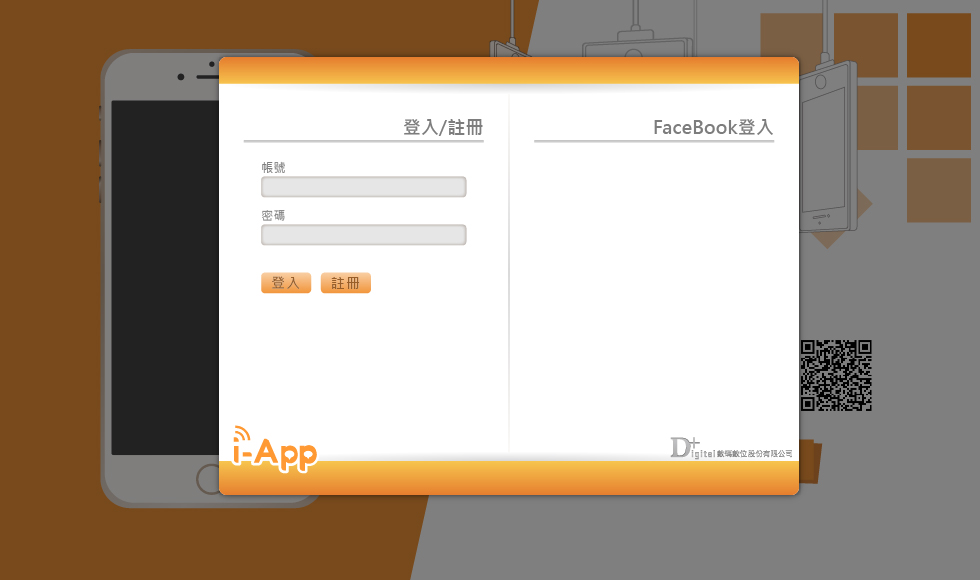 登入/註冊
帳號
密碼
登入
註冊
FaceBook登入
i-App
D+igital 數碼數位股份有限公司